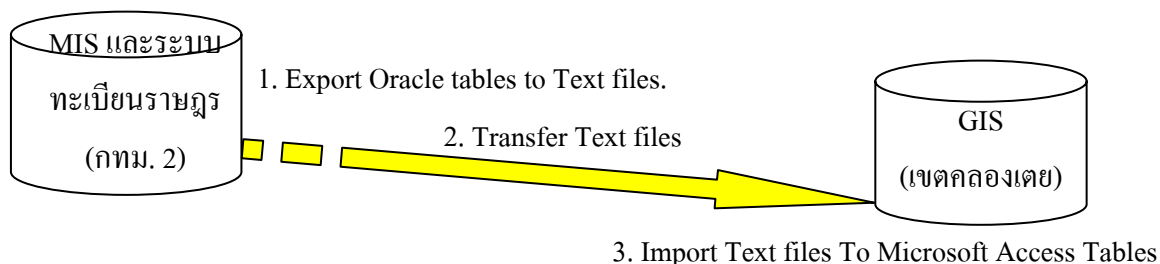 MIS และระบบ
ทะเบียนราษฎร
(กทม. 2)
1. Export Oracle tables to Text files.
2. Transfer Text files
GIS
(เขตคลองเตย)
3. Import Text files To Microsoft Access Tables